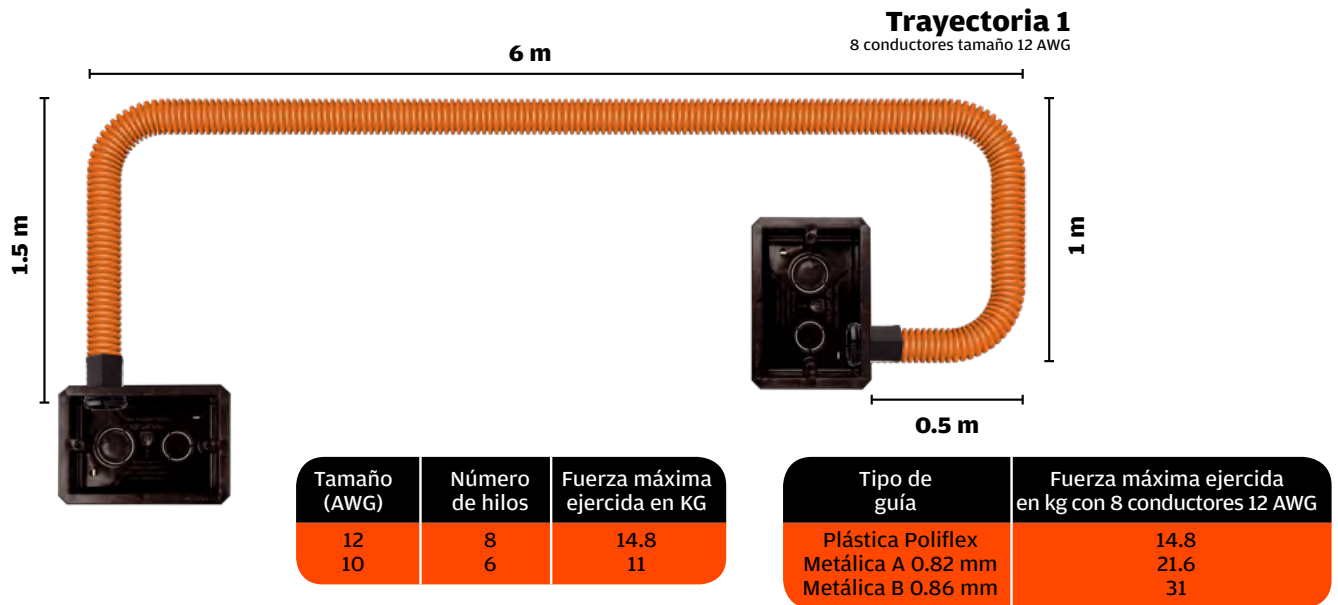 Trayectoria 1
8 conductores tamaño 12 AWG
6 m
1.5 m
1 m
0.5 m
Tamaño (AWG) Número de hilos Fuerza máxima ejercida en KG
12 8 14.8
10 6 11
Tipo de guía Fuerza máxima ejercida en kg con 8 conductores 12 AWG
Plástica Poliflex 14.8
Metálica A 0.82 mm 21.6
Metálica B 0.86 mm 31